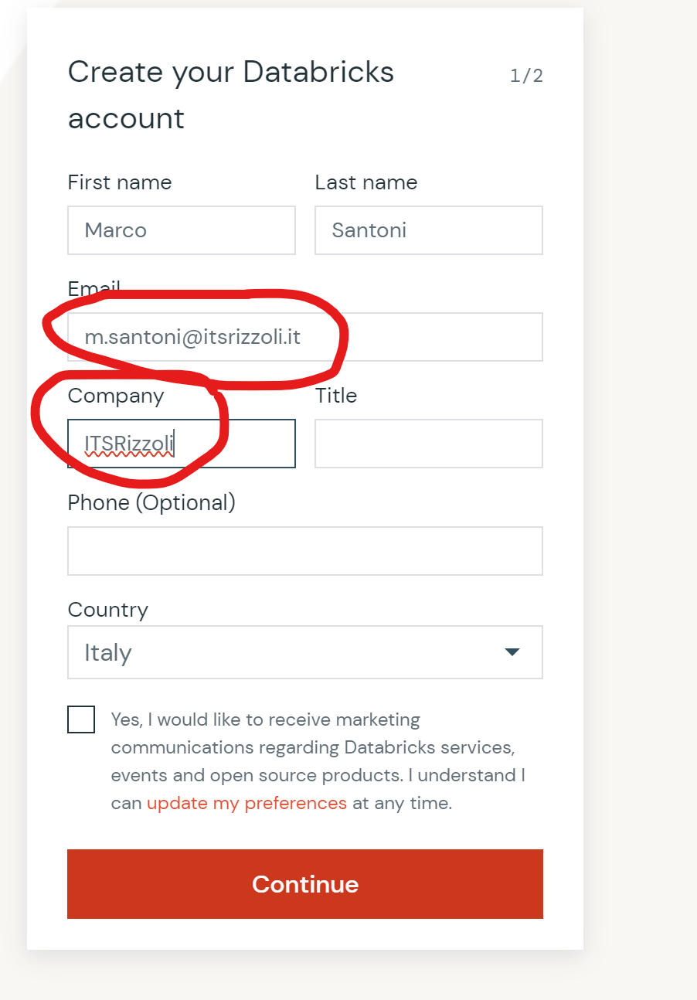 Create your Databricks
account
1/2
First name
Last name
Marco
Santoni
Email
m.santoni@itsrizzoli.it
Company
Title
ITSRizzoli
Phone (Optional)
Country
Italy
Yes, I would like to receive marketing
communications regarding Databricks services,
events and open source products. I understand I
can update my preferences at any time.
Continue